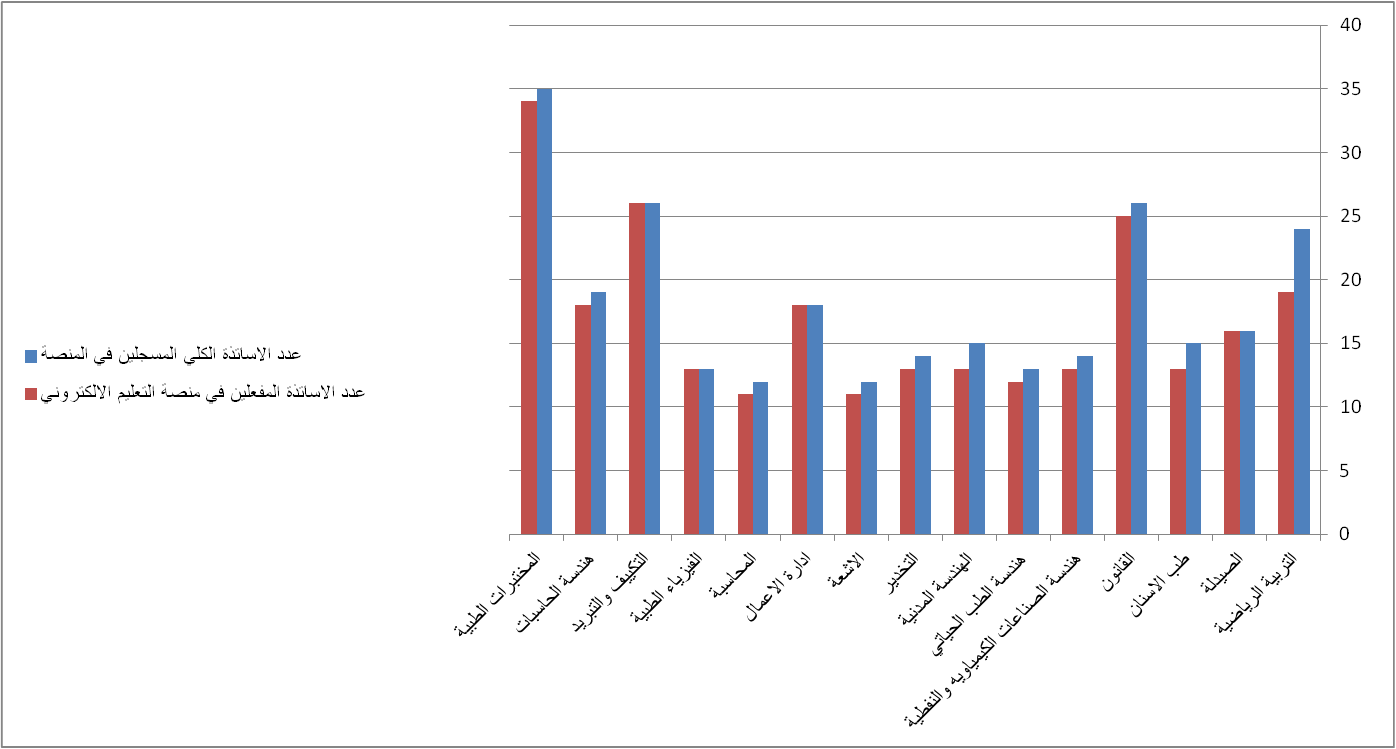 40
35
30
25
20
15
10
5
0
التربية الرياضية
الصيدلة
طب الاسنان
القانون
هندسة الصناعات الكيمياويه والنفطية
هندسة الطب الحياتي
الهندسة المدنية
التخدير
الاشعة
ادارة الاعمال
المحاسبة
الفيزياء الطبية
التكييف والتبريد
هندسة الحاسبات
المختبرات الطبية
عدد الاساتذة الكلي المسجلين في المنصة
عدد الاساتذة المفعلين في منصة التعليم الالكتروني